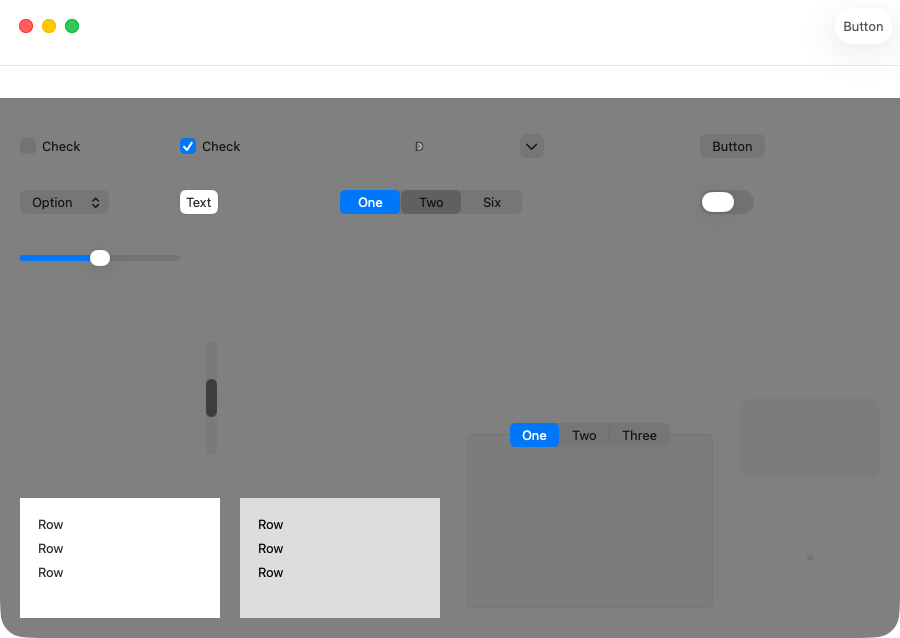 Button
Check
Check
Button
Option
Text
One
Two
Six
One
Two
Three
Row
Row
Row
Row
Row
Row